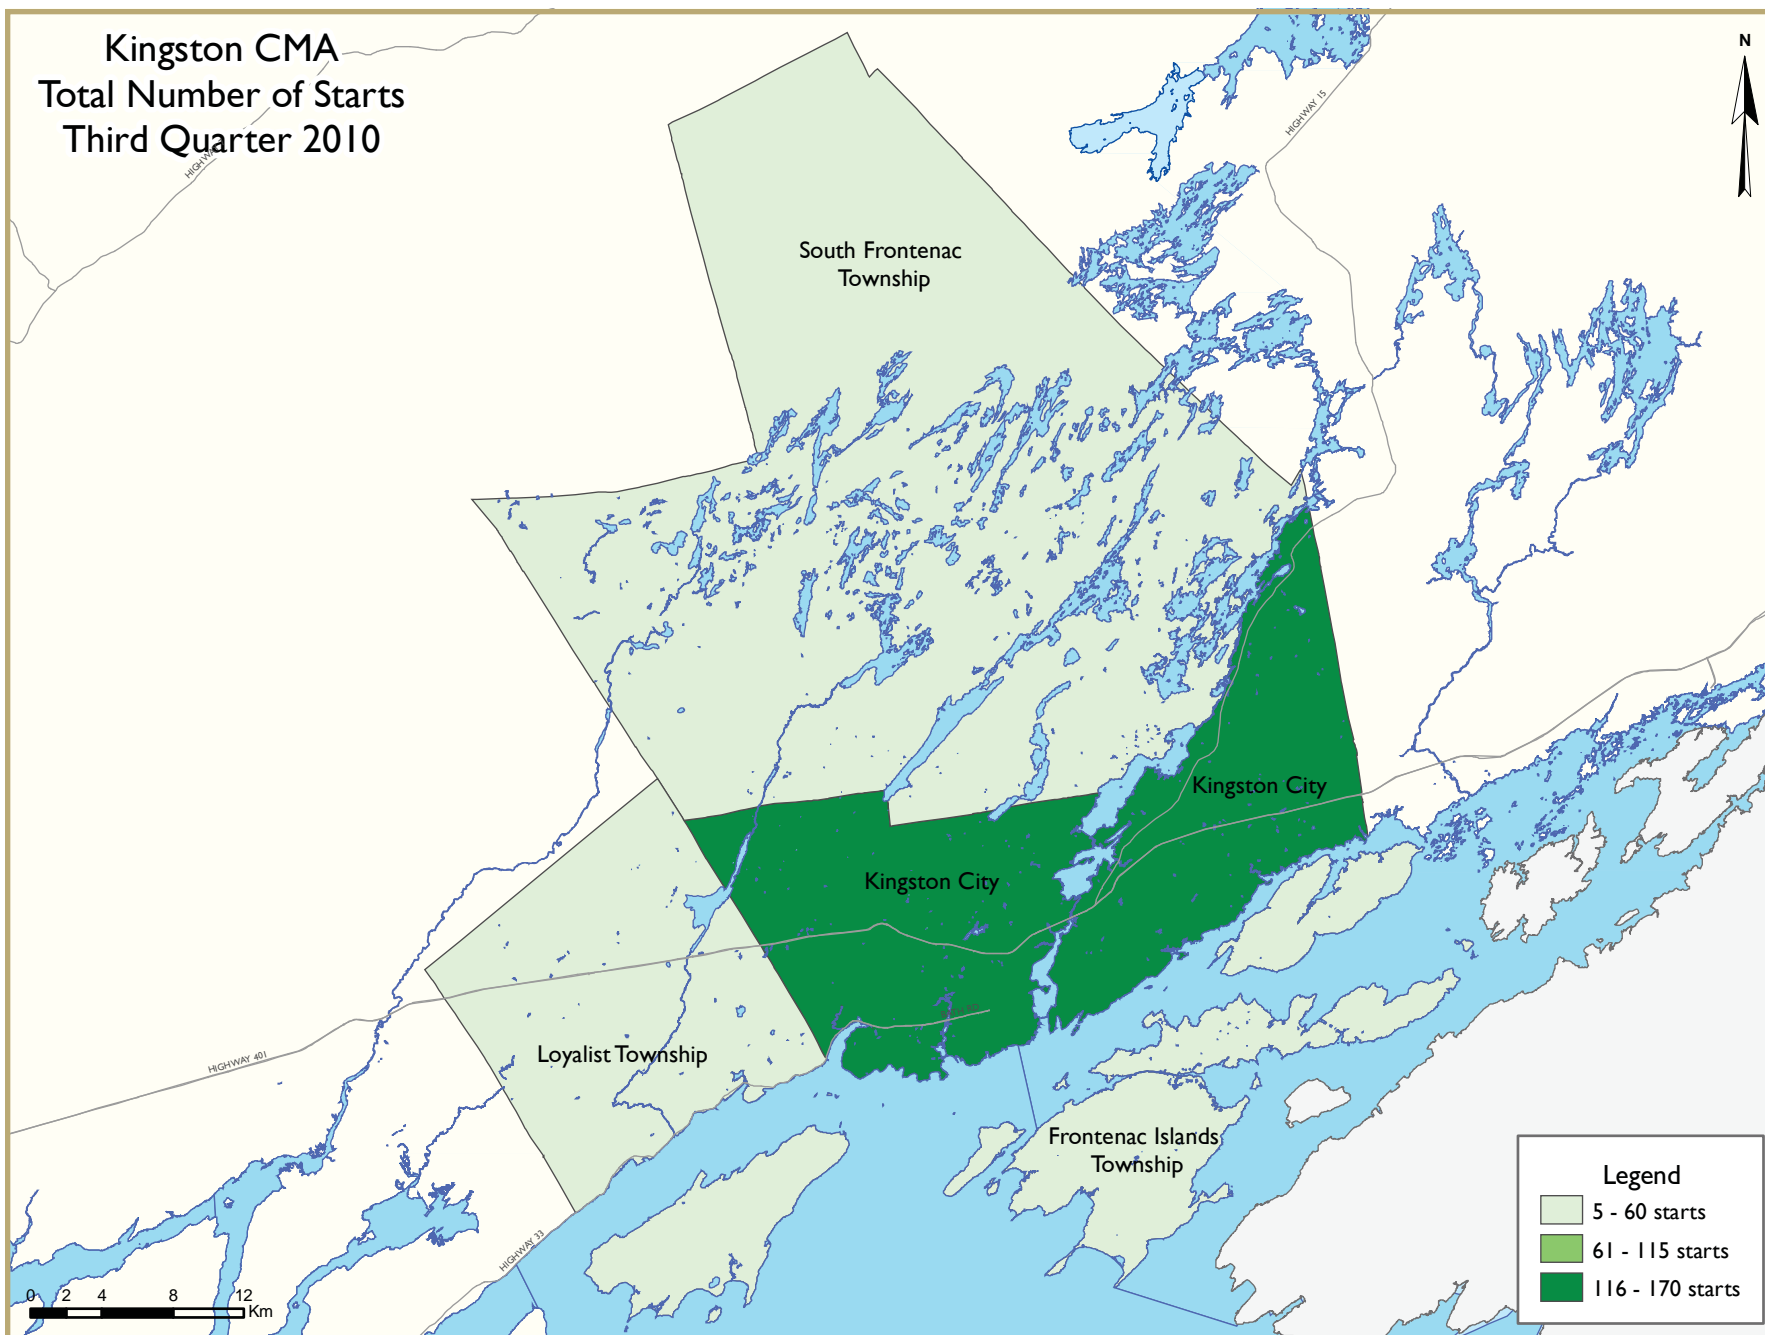 Kingston CMA
Total Number of Starts
Third Quarter 2010
N
HIGHWAY 15
South Frontenac
Township
Kingston City
Kingston City
Loyalist Township
HIGHWAY 401
Frontenac Islands
Township
HIGHWAY 33
Legend
5 - 60 starts
61 - 115 starts
116 - 170 starts
0 2 4 8 12
Km